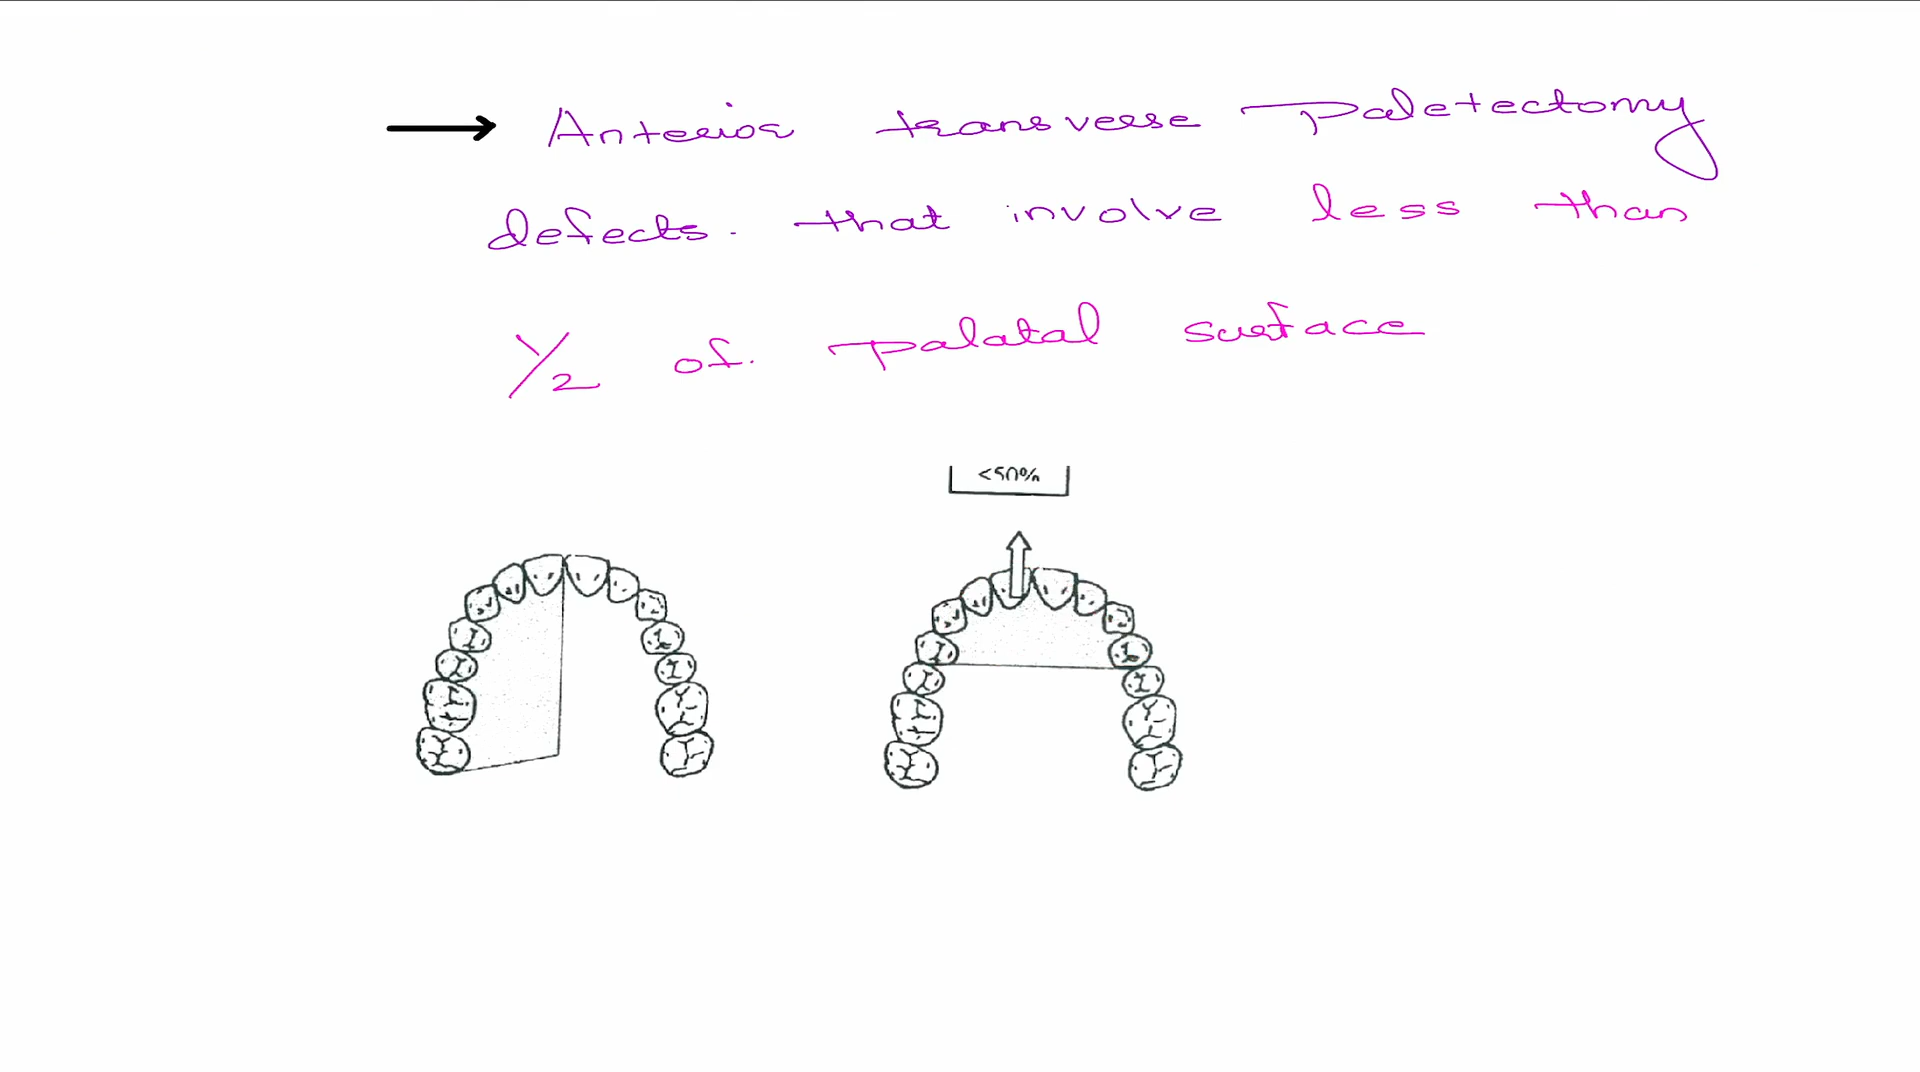 → Anterior transverse Paletectomy
defects. that involve less than
1/2 of. palatal surface
<50%